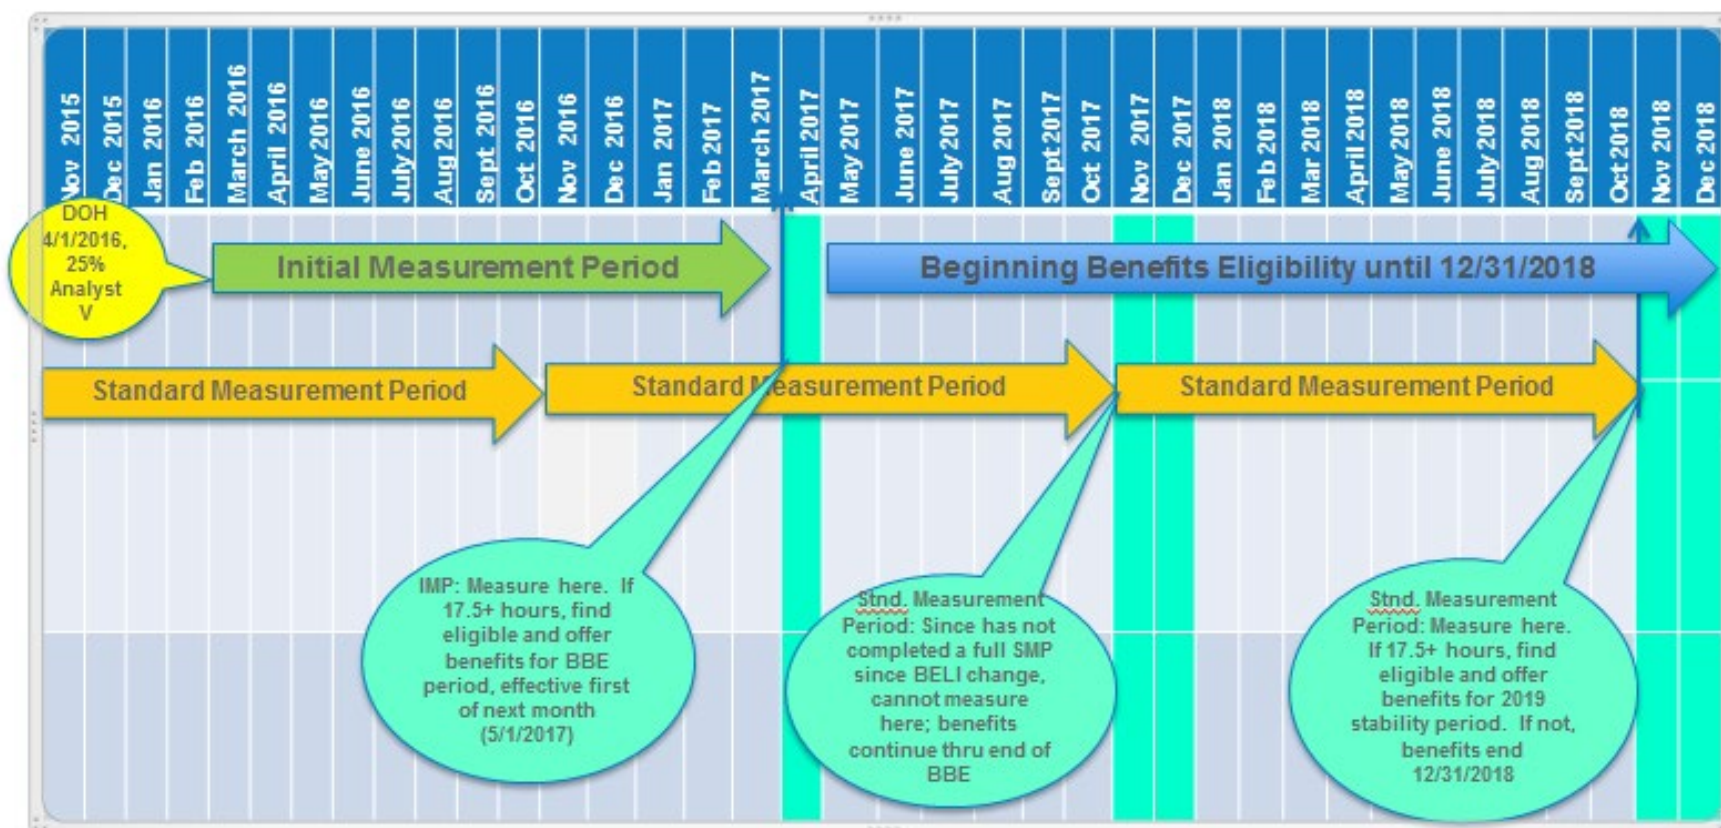 Nov 2015
Dec 2015
Jan 2016
Feb 2016
March 2016
April 2016
May 2016
June 2016
July 2016
Aug 2016
Sept 2016
Oct 2016
Nov 2016
Dec 2016
Jan 2017
Feb 2017
March 2017
April 2017
May 2017
June 2017
July 2017
Aug 2017
Sept 2017
Oct 2017
Nov 2017
Dec 2017
Jan 2018
Feb 2018
Mar 2018
April 2018
May 2018
June 2018
July 2018
Aug 2018
Sept 2018
Oct 2018
Nov 2018
Dec 2018
DOH
4/1/2016,
25%
Analyst
V
Initial Measurement Period
Beginning Benefits Eligibility until 12/31/2018
Standard Measurement Period
Standard Measurement Period
Standard Measurement Period
IMP: Measure here. If
17.5+ hours, find
eligible and offer
benefits for BBE
period, effective first
of next month
(5/1/2017)
Stnd. Measurement
Period: Since has not
completed a full SMP
since BELI change,
cannot measure
here; benefits
continue thru end of
BBE
Stnd. Measurement
Period: Measure here.
If 17.5+ hours, find
eligible and offer
benefits for 2019
stability period. If not,
benefits end
12/31/2018